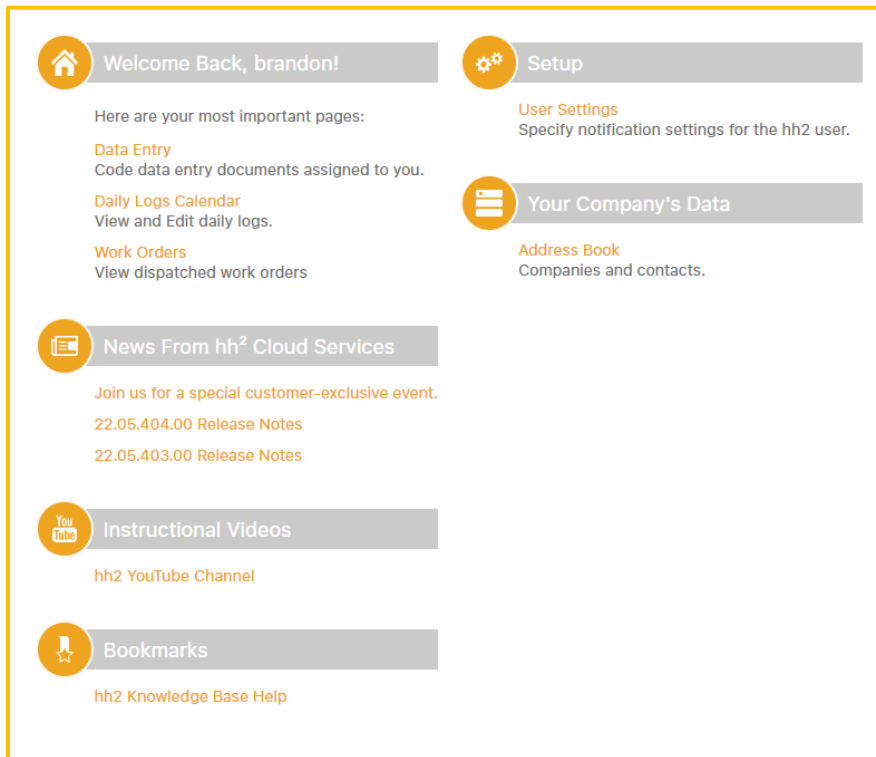 Welcome Back, brandon!
Here are your most important pages:
Data Entry
Code data entry documents assigned to you.
Daily Logs Calendar
View and Edit daily logs.
Work Orders
View dispatched work orders
News From hh² Cloud Services
Join us for a special customer-exclusive event.
22.05.404.00 Release Notes
22.05.403.00 Release Notes
You
Tube
Instructional Videos
hh2 YouTube Channel
Bookmarks
hh2 Knowledge Base Help
Setup
User Settings
Specify notification settings for the hh2 user.
Your Company's Data
Address Book
Companies and contacts.